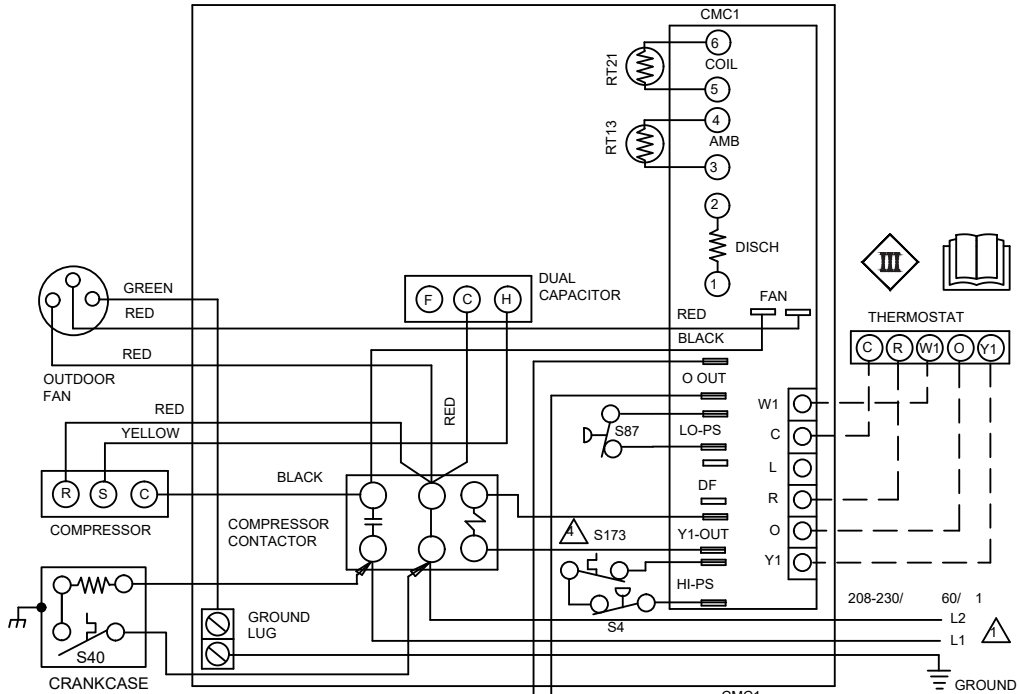 CMC1
6
COIL
RT21
5
4
AMB
RT13
3
2
DISCH
1
III
FAN
DUAL
CAPACITOR
F C H
GREEN
RED
RED
BLACK
THERMOSTAT
C R W1 O Y1
RED
OUTDOOR
FAN
O OUT
RED
RED
W1
S87
YELLOW
LO-PS
C
L
BLACK
R S C
DF
R
COMPRESSOR
COMPRESSOR
CONTACTOR
4
S173
Y1-OUT
O
Y1
HI-PS
208-230/ 60/ 1
GROUND
LUG
S4
L2
L1
1
S40
CRANKCASE
GROUND
CMC1